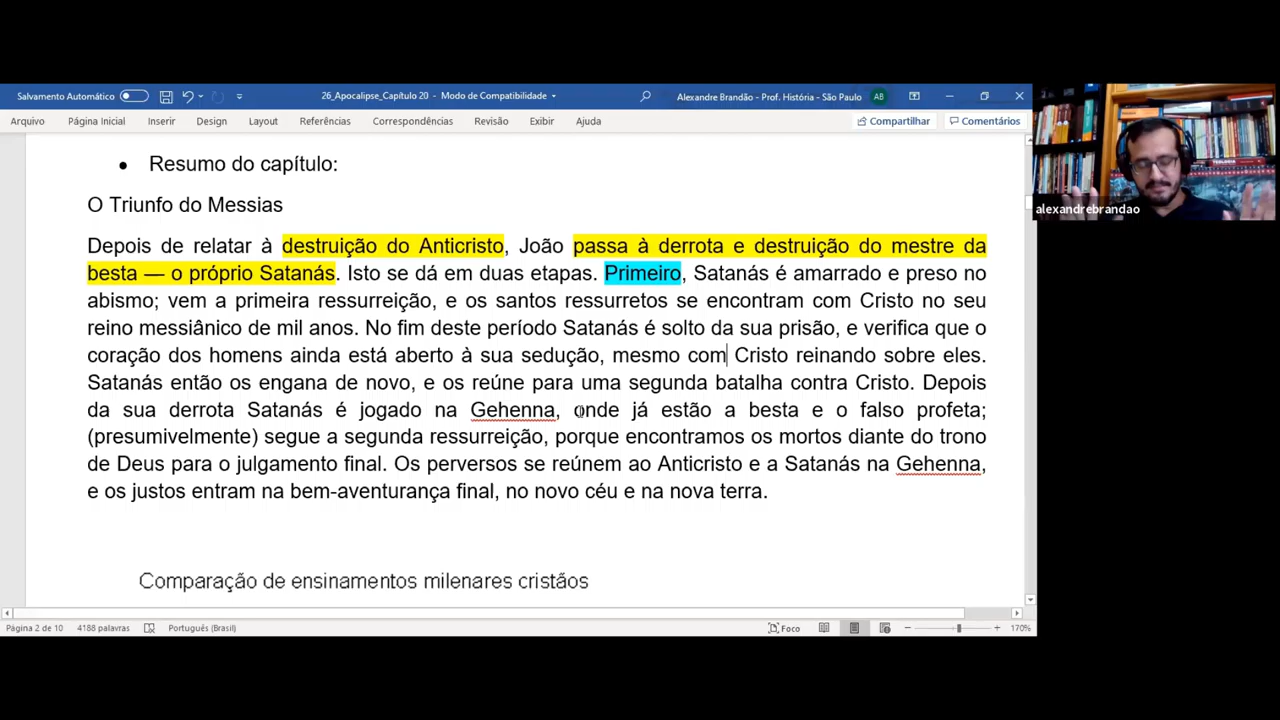 Salvamento Automático
26_Apocalipse_Capítulo 20 - Modo de Compatibilidade
Alexandre Brandão - Prof. História - São Paulo AB
Arquivo Página Inicial Inserir Design Layout Referências Correspondências Revisão Exibir Ajuda Compartilhar Comentários
• Resumo do capítulo:
O Triunfo do Messias
Depois de relatar à destruição do Anticristo, João passa à derrota e destruição do mestre da
besta — o próprio Satanás. Isto se dá em duas etapas. Primeiro, Satanás é amarrado e preso no
abismo; vem a primeira ressurreição, e os santos ressurretos se encontram com Cristo no seu
reino messiânico de mil anos. No fim deste período Satanás é solto da sua prisão, e verifica que o
coração dos homens ainda está aberto à sua sedução, mesmo com Cristo reinando sobre eles.
Satanás então os engana de novo, e os reúne para uma segunda batalha contra Cristo. Depois
da sua derrota Satanás é jogado na Gehenna, onde já estão a besta e o falso profeta;
(presumivelmente) segue a segunda ressurreição, porque encontramos os mortos diante do trono
de Deus para o julgamento final. Os perversos se reúnem ao Anticristo e a Satanás na Gehenna,
e os justos entram na bem-aventurança final, no novo céu e na nova terra.
Comparação de ensinamentos milenares cristãos
Página 2 de 10 4188 palavras Português (Brasil) Foco 170%
alexandrebrandao
TEOLOGIA